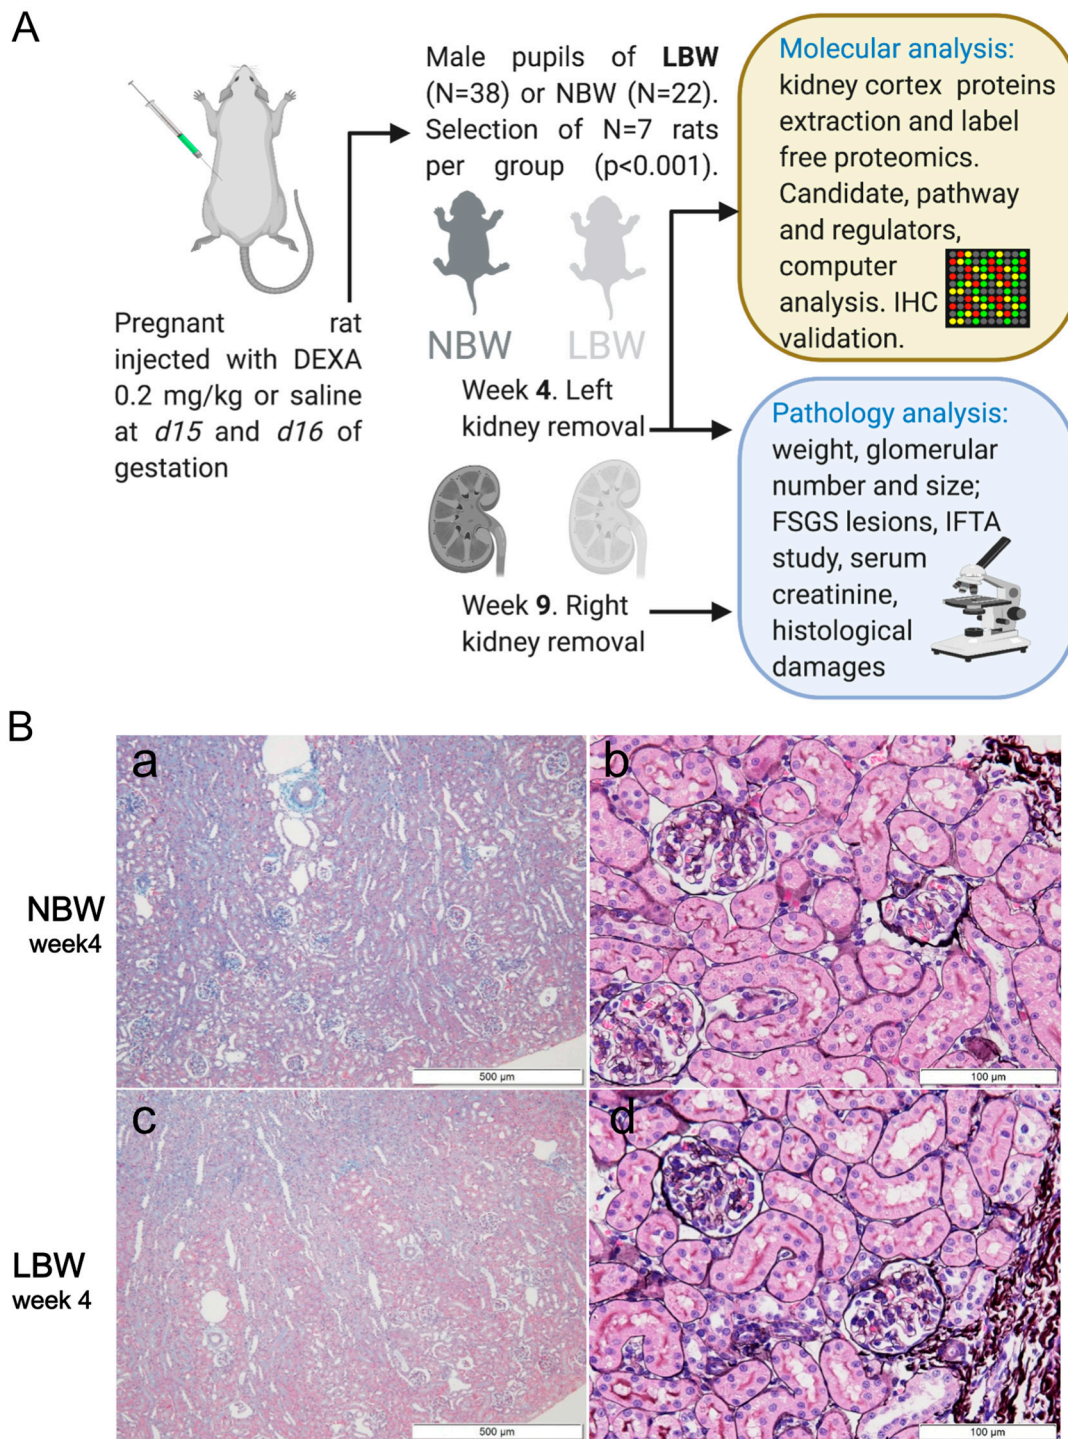 A
Pregnant rat
injected with DEXA
0.2 mg/kg or saline
at d15 and d16 of
gestation
Male pupils of LBW
(N=38) or NBW (N=22).
Selection of N=7 rats
per group (p<0.001).
NBW LBW
Week 4. Left
kidney removal
Week 9. Right
kidney removal
Molecular analysis:
kidney cortex proteins
extraction and label
free proteomics.
Candidate, pathway
and regulators,
computer
analysis. IHC
validation.
Pathology analysis:
weight, glomerular
number and size;
FSGS lesions, IFTA
study, serum
creatinine,
histological
damages
B
NBW
week4
a
500 µm
b
100 µm
LBW
week 4
c
500 µm
d
100 µm